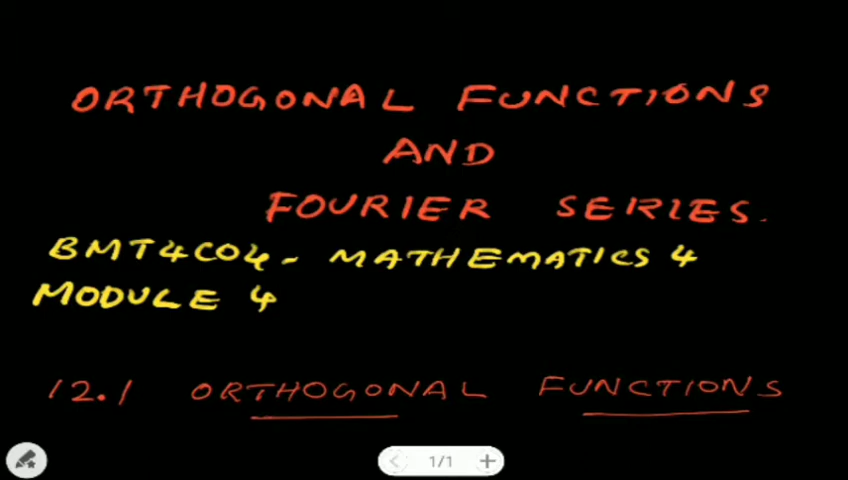 ORTHOGONAL FUNCTIONS
AND
FOURIER SERIES.
BMT4C04 - MATHEMATICS 4
MODULE 4
12.1 ORTHOGONAL FUNCTIONS
1/1